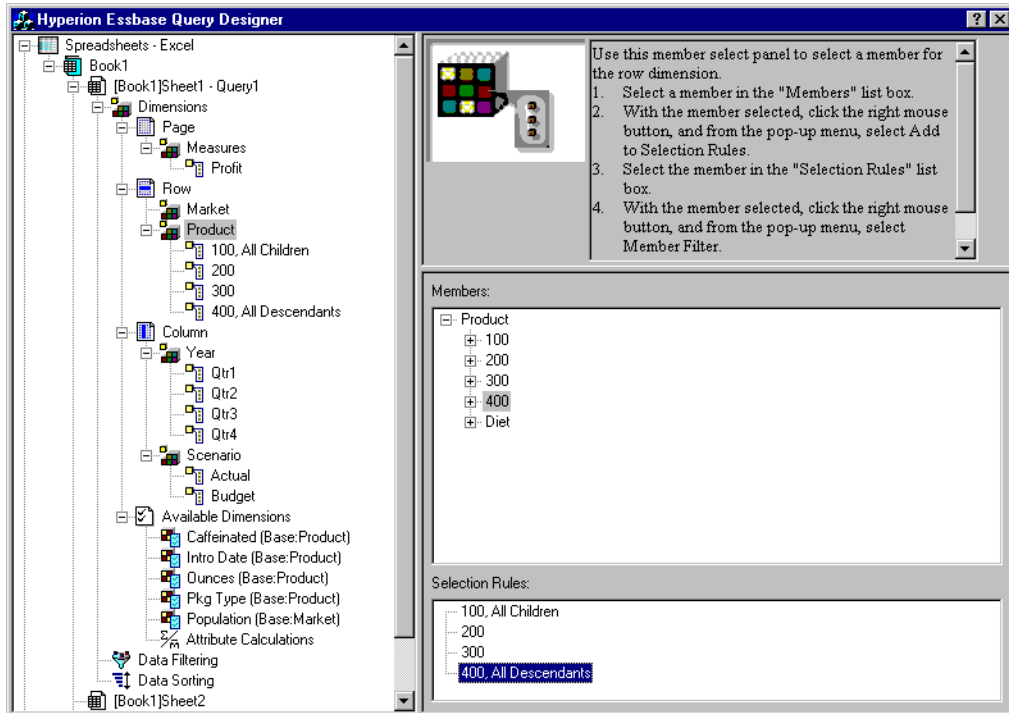 Hyperion Essbase Query Designer
Spreadsheets - Excel
Book1
[Book1]Sheet1 - Query1
Dimensions
Page
Measures
Profit
Row
Market
Product
100, All Children
200
300
400, All Descendants
Column
Year
Qtr1
Qtr2
Qtr3
Qtr4
Scenario
Actual
Budget
Available Dimensions
Caffeinated (Base:Product)
Intro Date (Base:Product)
Ounces (Base:Product)
Pkg Type (Base:Product)
Population (Base:Market)
Attribute Calculations
Data Filtering
Data Sorting
[Book1]Sheet2
Use this member select panel to select a member for
the row dimension.
1. Select a member in the "Members" list box.
2. With the member selected, click the right mouse
button, and from the pop-up menu, select Add
to Selection Rules.
3. Select the member in the "Selection Rules" list
box.
4. With the member selected, click the right mouse
button, and from the pop-up menu, select
Member Filter.
Members:
Product
100
200
300
400
Diet
Selection Rules:
100, All Children
200
300
400, All Descendants